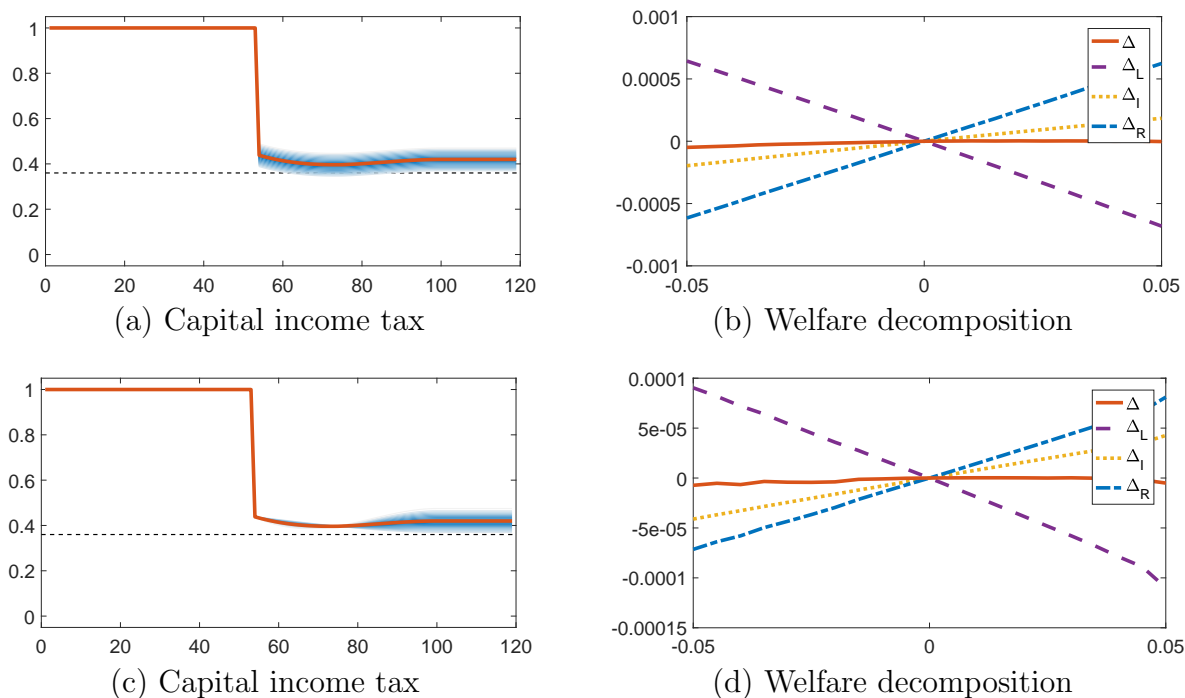 1
0.8
0.6
0.4
0.2
0
0 20 40 60 80 100 120
(a) Capital income tax
0.001
0.0005
0
-0.0005
-0.001
-0.05 0 0.05
Δ
Δ_L
Δ_I
Δ_R
(b) Welfare decomposition
1
0.8
0.6
0.4
0.2
0
0 20 40 60 80 100 120
(c) Capital income tax
0.0001
5e-05
0
-5e-05
-0.0001
-0.00015
-0.05 0 0.05
Δ
Δ_L
Δ_I
Δ_R
(d) Welfare decomposition